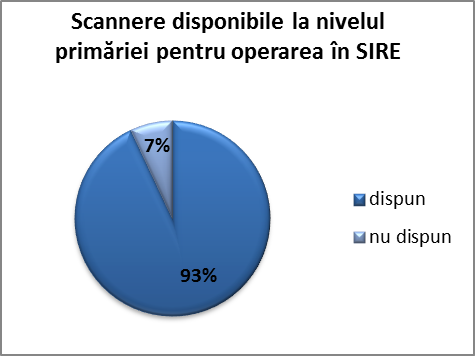 Scannere disponibile la nivelul
primăriei pentru operarea în SIRE
7%
dispun
nu dispun
93%